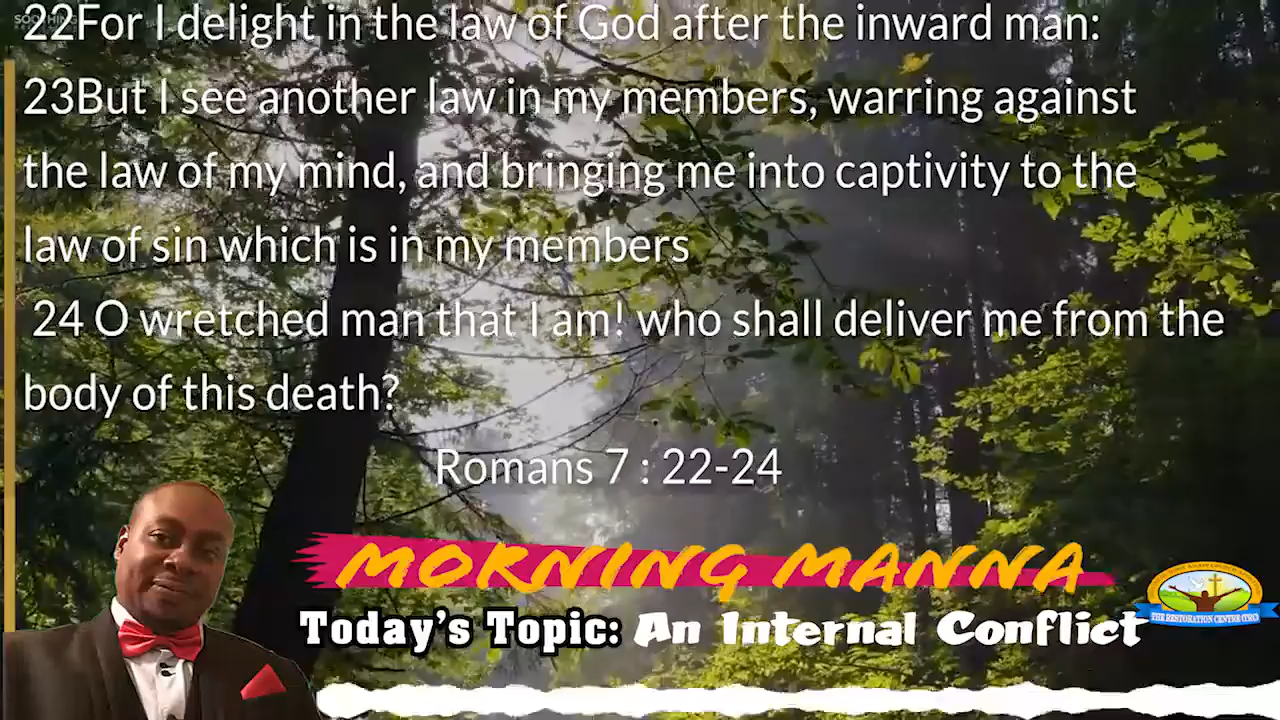 SOOTHING
22For I delight in the law of God after the inward man:
23But I see another law in my members, warring against
the law of my mind, and bringing me into captivity to the
law of sin which is in my members
24 O wretched man that I am! who shall deliver me from the
body of this death?
Romans 7 : 22-24
MORNING MANNA
Today's Topic: An Internal Conflict
THE RESTORATION CENTRE (TRC)